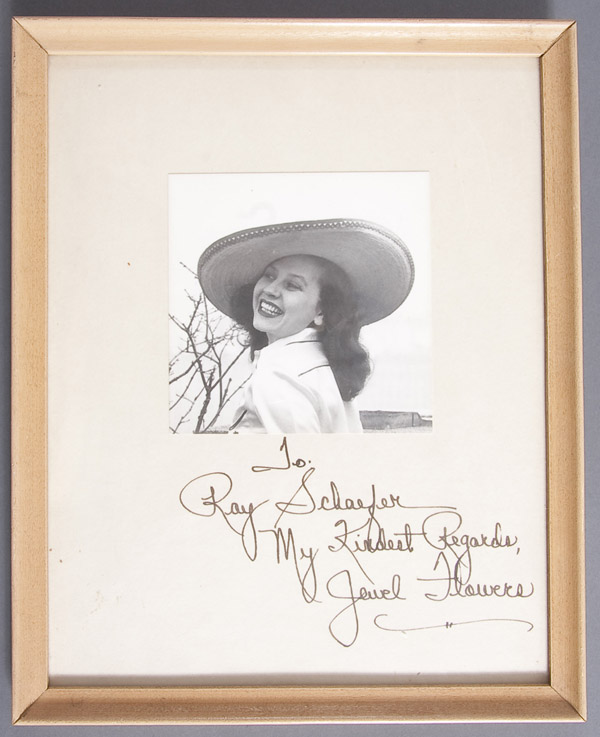 To.
Ray Schaefer
My Kindest Regards,
Jewel Flowers